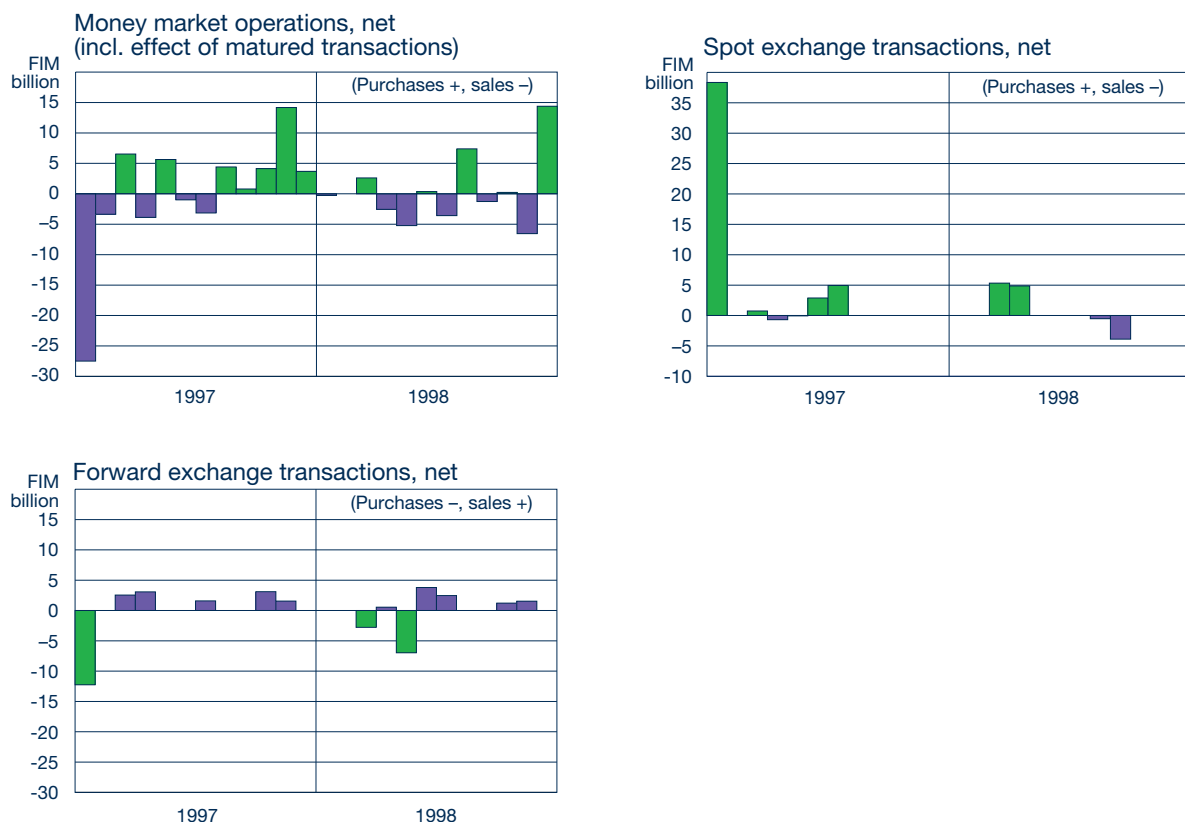 Money market operations, net
(incl. effect of matured transactions)
FIM
billion
(Purchases +, sales –)
15
10
5
0
-5
-10
-15
-20
-25
-30
1997
1998
Spot exchange transactions, net
FIM
billion
(Purchases +, sales –)
35
30
25
20
15
10
5
0
–5
-10
1997
1998
Forward exchange transactions, net
FIM
billion
(Purchases –, sales +)
15
10
5
0
–5
-10
-15
-20
-25
-30
1997
1998